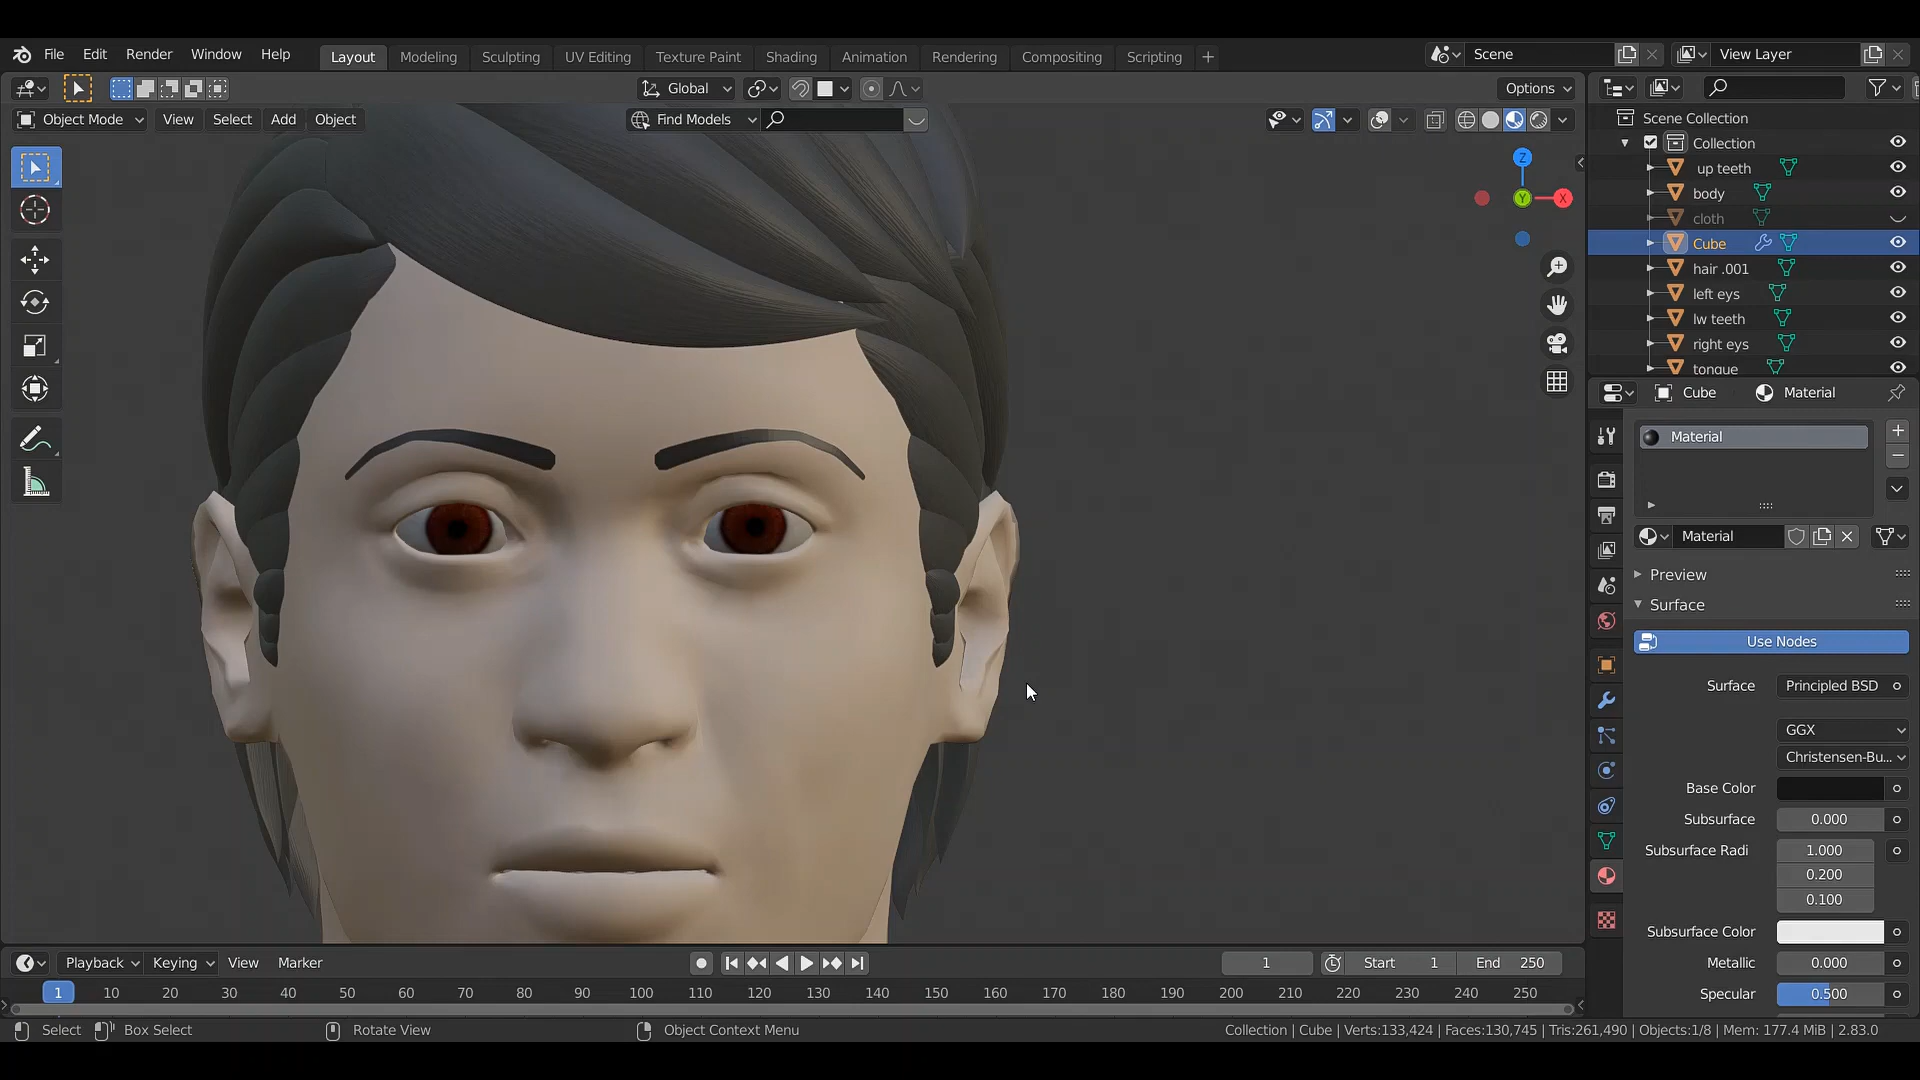 File Edit Render Window Help Layout Modeling Sculpting UV Editing Texture Paint Shading Animation Rendering Compositing Scripting + Scene View Layer
Global Options
Object Mode View Select Add Object Find Models
Z
Y X
Scene Collection
Collection
up teeth
body
cloth
Cube
hair .001
left eys
lw teeth
right eys
tongue
Cube Material
Material
Material
Preview
Surface
Use Nodes
Surface Principled BSD
GGX
Christensen-Bu...
Base Color
Subsurface 0.000
Subsurface Radi 1.000
0.200
0.100
Subsurface Color
Metallic 0.000
Specular 0.500
Playback Keying View Marker 1 Start 1 End 250
1 10 20 30 40 50 60 70 80 90 100 110 120 130 140 150 160 170 180 190 200 210 220 230 240 250
Select Box Select Rotate View Object Context Menu Collection | Cube | Verts:133,424 | Faces:130,745 | Tris:261,490 | Objects:1/8 | Mem: 177.4 MiB | 2.83.0